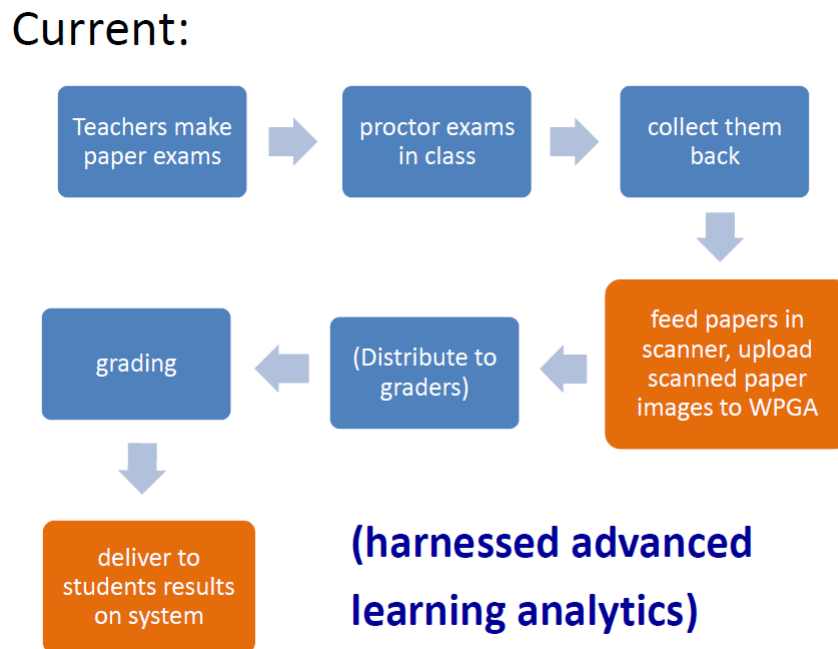 Current:
Teachers make
paper exams
proctor exams
in class
collect them
back
feed papers in
scanner, upload
scanned paper
images to WPGA
(Distribute to
graders)
grading
deliver to
students results
on system
(harnessed advanced
learning analytics)